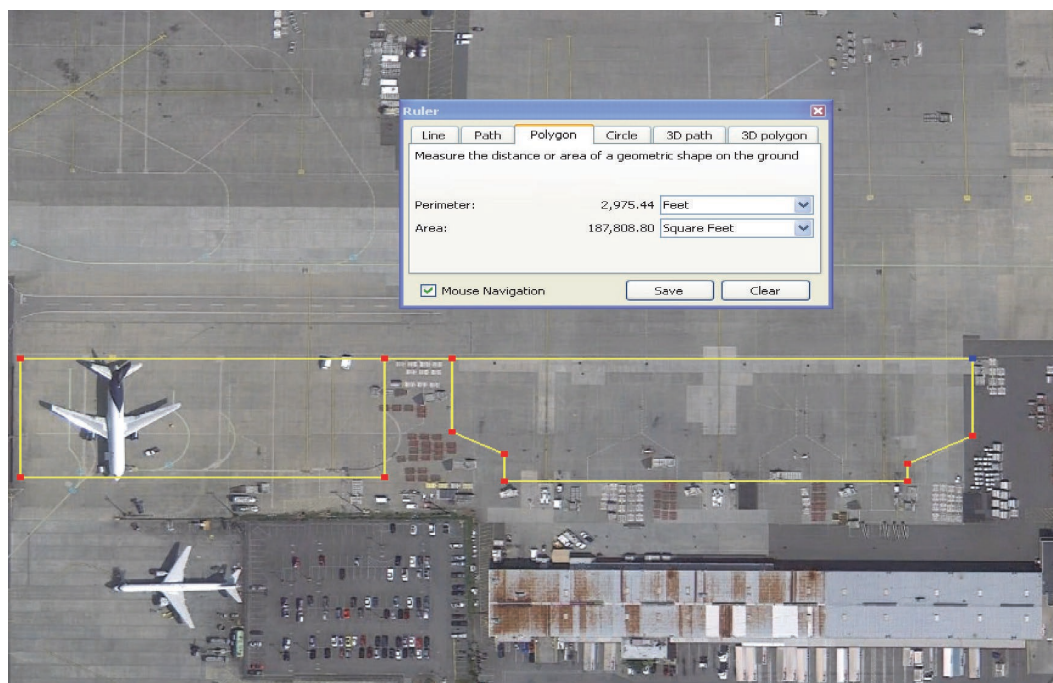 Ruler
Line Path Polygon Circle 3D path 3D polygon
Measure the distance or area of a geometric shape on the ground
Perimeter: 2,975.44 Feet
Area: 187,808.80 Square Feet
Mouse Navigation Save Clear